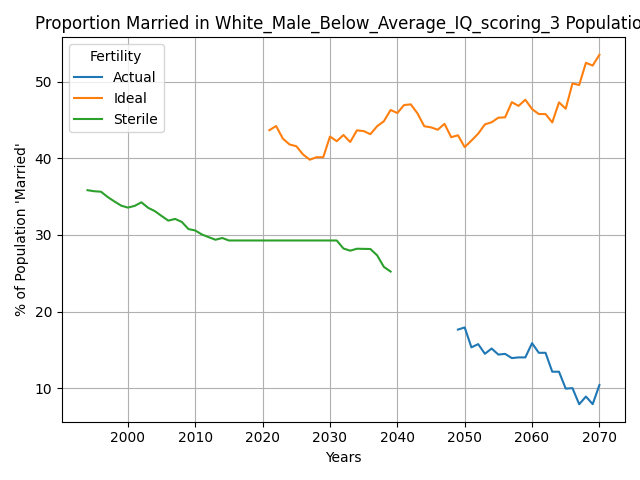 Proportion Married in White_Male_Below_Average_IQ_scoring_3 Populatio
Fertility
Actual
Ideal
Sterile
% of Population 'Married'
50
40
30
20
10
2000 2010 2020 2030 2040 2050 2060 2070
Years